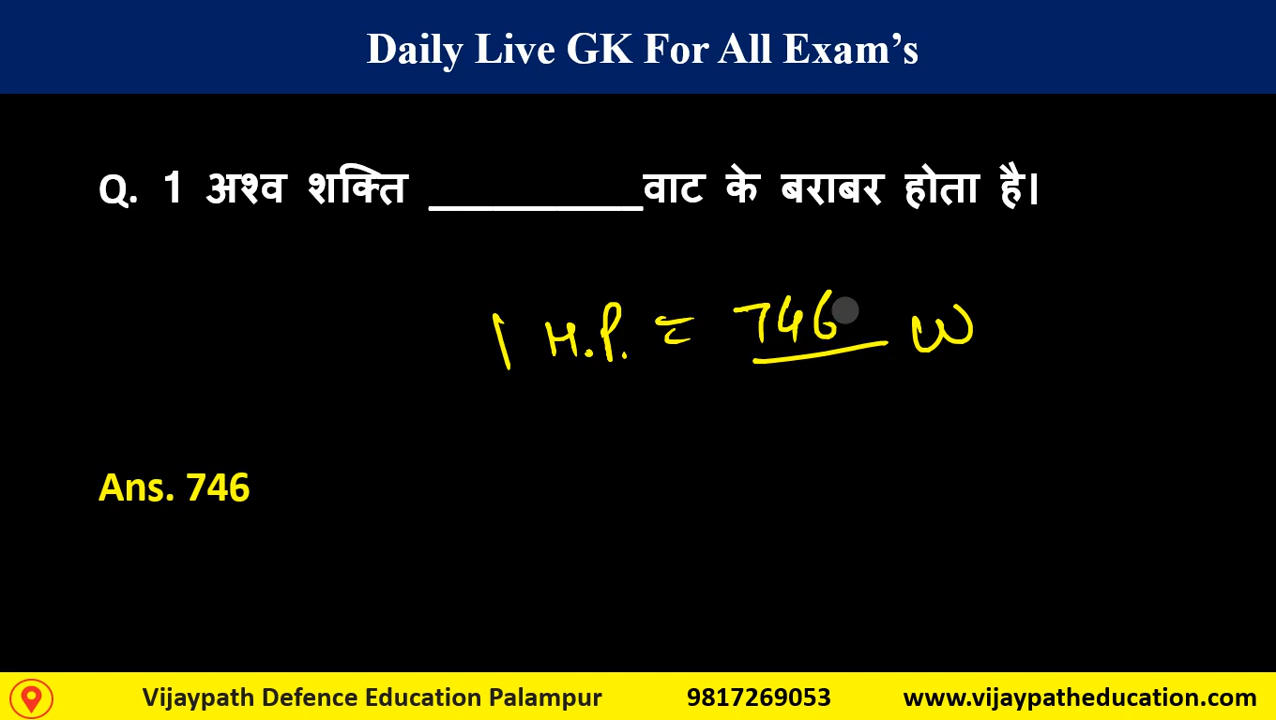 Daily Live GK For All Exam’s
Q. 1 अश्व शक्ति __________वाट के बराबर होता है।
1 H.P. = 746 W
Ans. 746
Vijaypath Defence Education Palampur 9817269053 www.vijaypatheducation.com